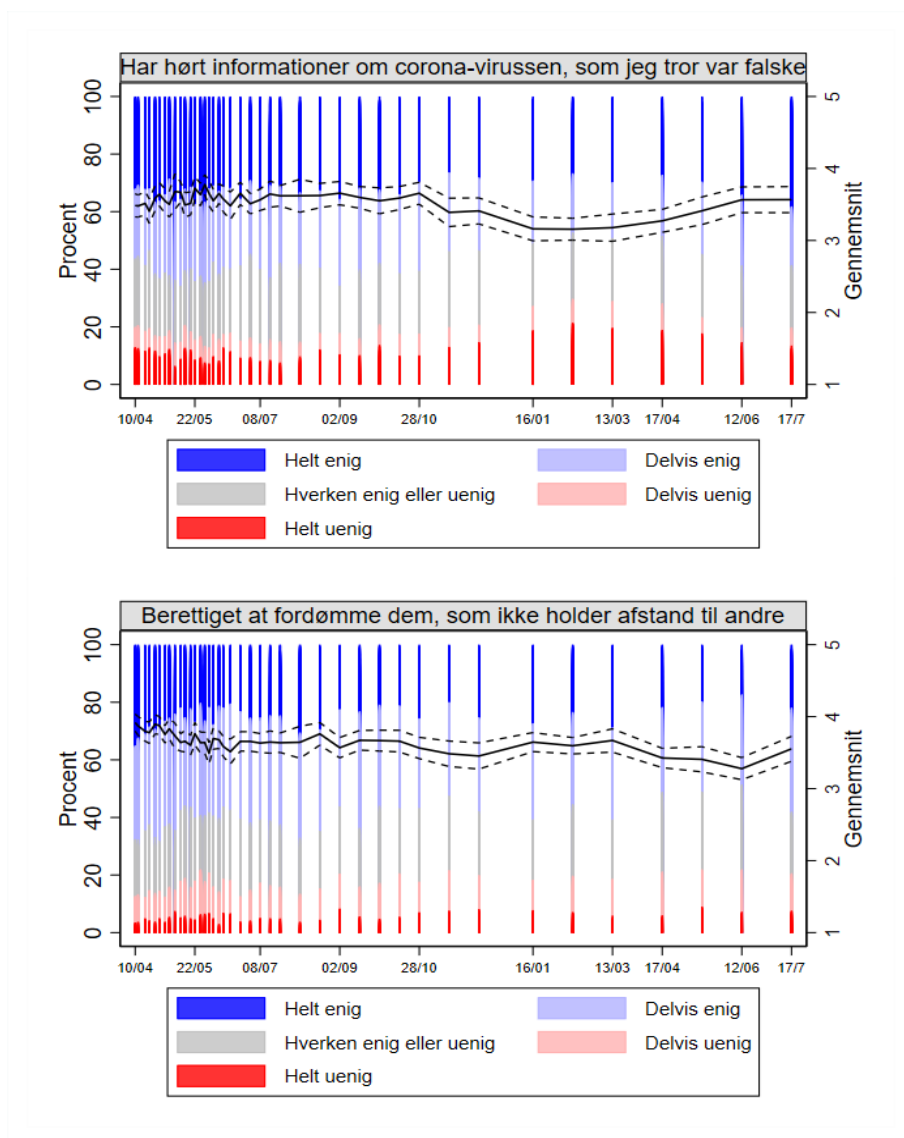 Har hørt informationer om corona-virussen, som jeg tror var falske
100
80
60
40
20
0
Procent
5
4
3
2
1
Gennemsnit
10/04 22/05 08/07 02/09 28/10 16/01 13/03 17/04 12/06 17/7
Helt enig Delvis enig
Hverken enig eller uenig Delvis uenig
Helt uenig
Berettiget at fordømme dem, som ikke holder afstand til andre
100
80
60
40
20
0
Procent
5
4
3
2
1
Gennemsnit
10/04 22/05 08/07 02/09 28/10 16/01 13/03 17/04 12/06 17/7
Helt enig Delvis enig
Hverken enig eller uenig Delvis uenig
Helt uenig